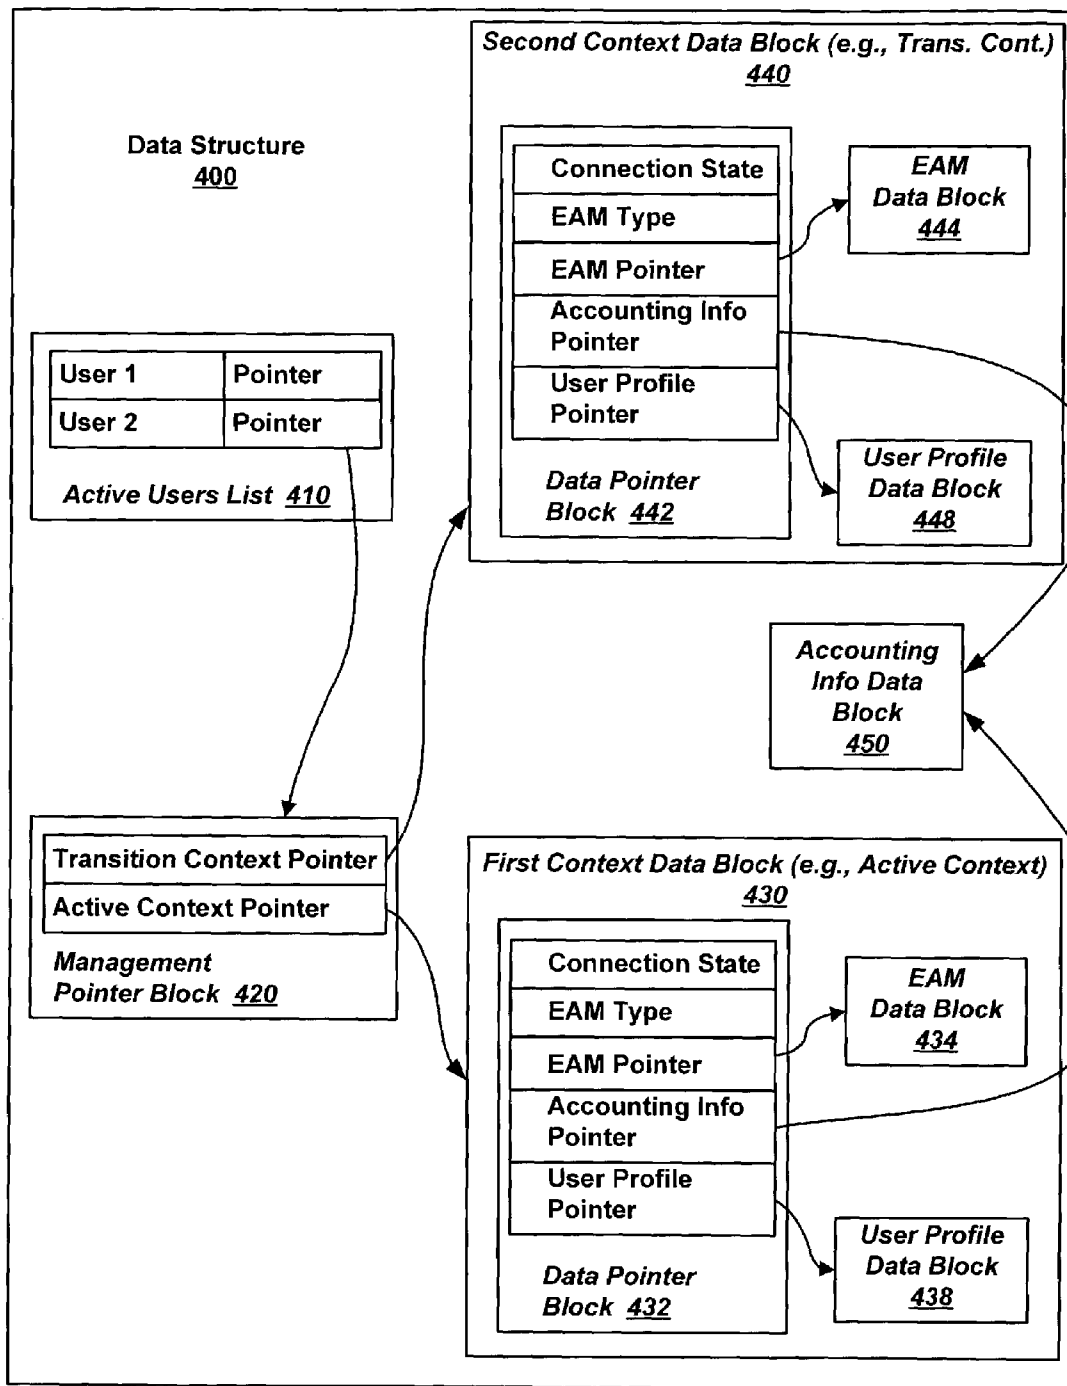 Data Structure
400
User 1 Pointer
User 2 Pointer
Active Users List 410
Transition Context Pointer
Active Context Pointer
Management
Pointer Block 420
Second Context Data Block (e.g., Trans. Cont.)
440
Connection State
EAM Type
EAM Pointer
Accounting Info
Pointer
User Profile
Pointer
Data Pointer
Block 442
EAM
Data Block
444
User Profile
Data Block
448
Accounting
Info Data
Block
450
First Context Data Block (e.g., Active Context)
430
Connection State
EAM Type
EAM Pointer
Accounting Info
Pointer
User Profile
Pointer
Data Pointer
Block 432
EAM
Data Block
434
User Profile
Data Block
438